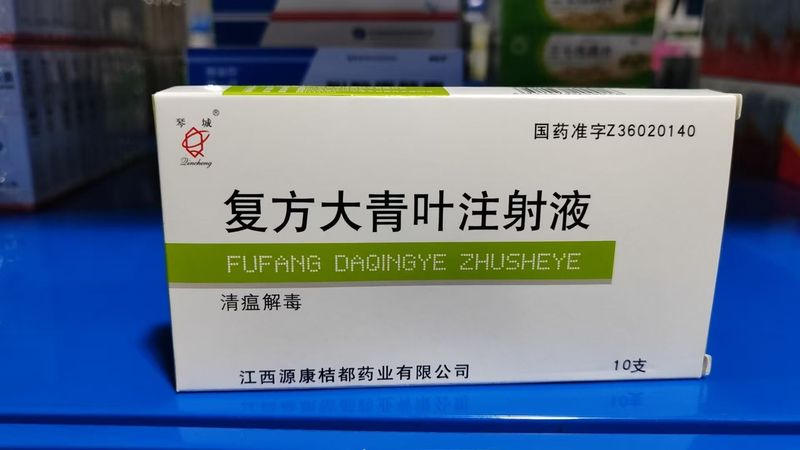 琴城®
Qincheng
国药准字Z36020140
复方大青叶注射液
FUFANG DAQINGYE ZHUSHEYE
清瘟解毒
江西源康桔都药业有限公司
10支